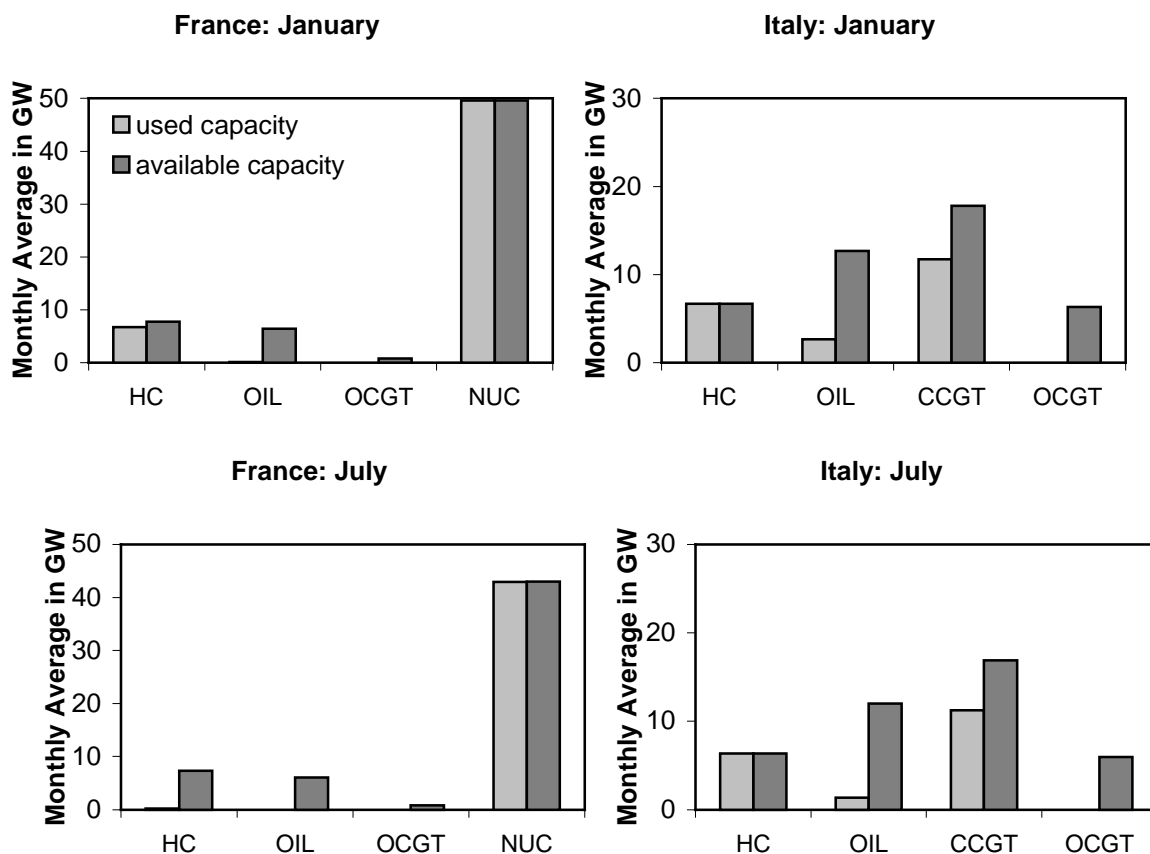 France: January
Monthly Average in GW
50
40
30
20
10
0
used capacity
available capacity
HC OIL OCGT NUC
Italy: January
Monthly Average in GW
30
20
10
0
HC OIL CCGT OCGT
France: July
Monthly Average in GW
50
40
30
20
10
0
HC OIL OCGT NUC
Italy: July
Monthly Average in GW
30
20
10
0
HC OIL CCGT OCGT